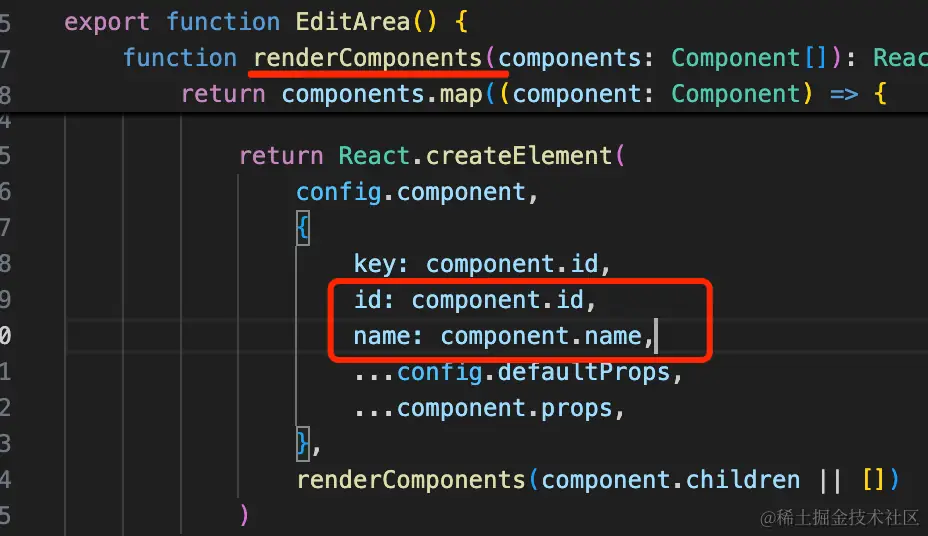 5 export function EditArea() {
7 function renderComponents(components: Component[]): Reac
8 return components.map((component: Component) => {
4
5 return React.createElement(
6 config.component,
7 {
8 key: component.id,
9 id: component.id,
0 name: component.name,
1 ...config.defaultProps,
2 ...component.props,
3 },
4 renderComponents(component.children || [])
5 )
@稀土掘金技术社区